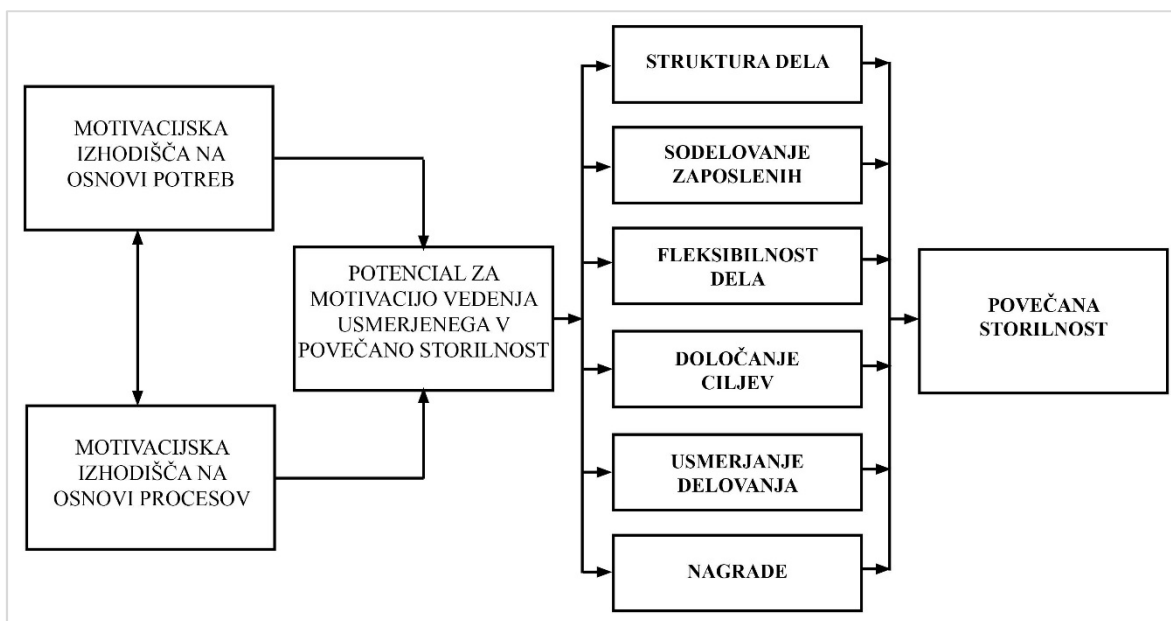 MOTIVACIJSKA
IZHODIŠČA NA
OSNOVI POTREB
MOTIVACIJSKA
IZHODIŠČA NA
OSNOVI PROCESOV
POTENCIAL ZA
MOTIVACIJO VEDENJA
USMERJENEGA V
POVEČANO STORILNOST
STRUKTURA DELA
SODELOVANJE
ZAPOSLENIH
FLEKSIBILNOST
DELA
DOLOČANJE
CILJEV
USMERJANJE
DELOVANJA
NAGRADE
POVEČANA
STORILNOST